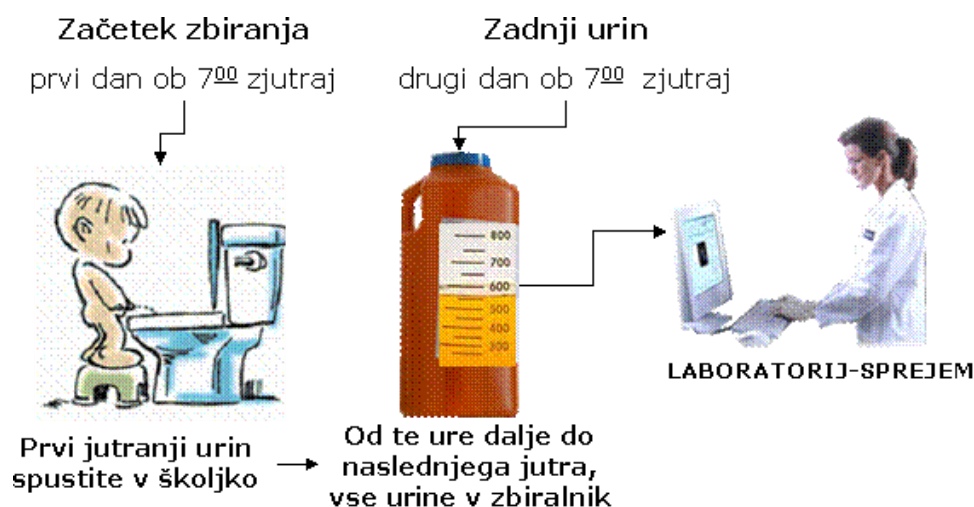 Začetek zbiranja
prvi dan ob 7⁰⁰ zjutraj
Zadnji urin
drugi dan ob 7⁰⁰ zjutraj
800
700
600
500
400
300
LABORATORIJ-SPREJEM
Prvi jutranji urin
spustite v školjko
Od te ure dalje do
naslednjega jutra,
vse urine v zbiralnik